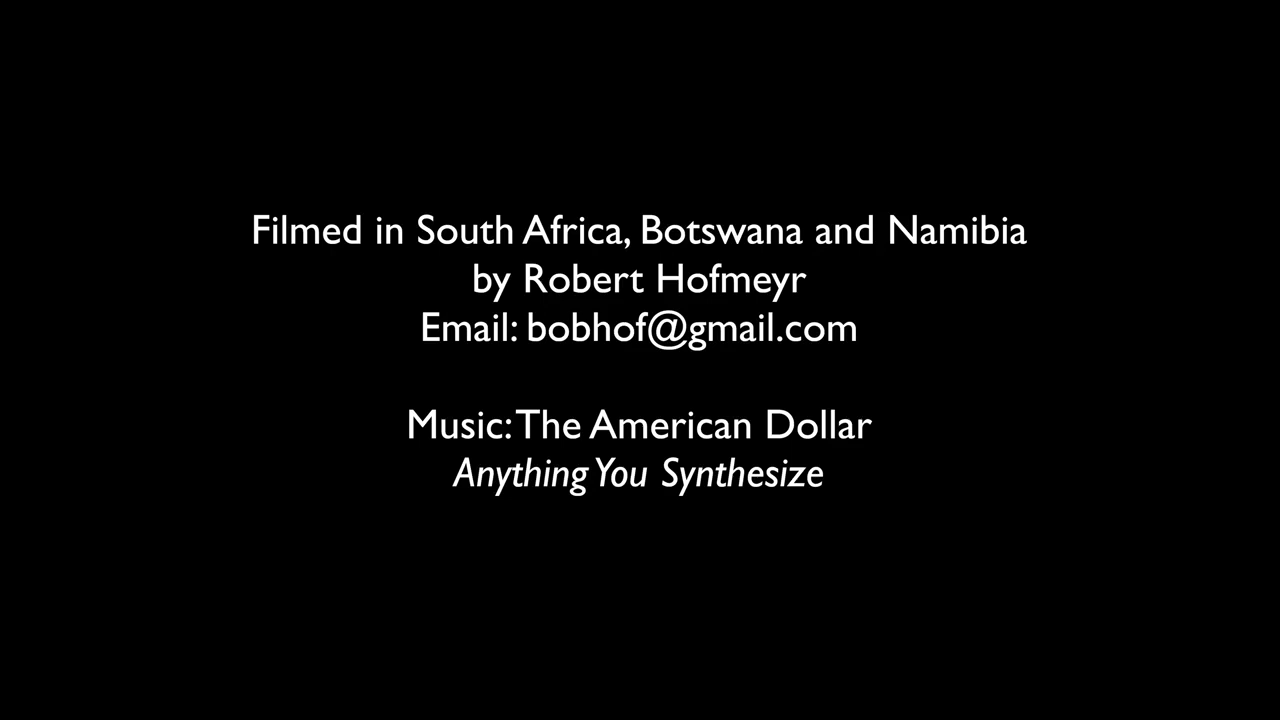 Filmed in South Africa, Botswana and Namibia
by Robert Hofmeyr
Email: bobhof@gmail.com
Music: The American Dollar
Anything You Synthesize